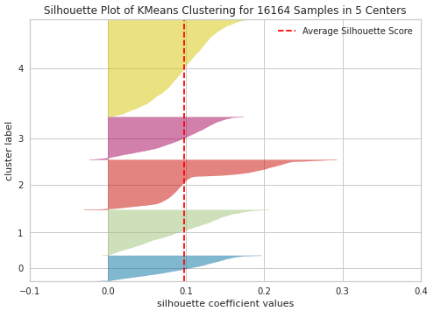 Silhouette Plot of KMeans Clustering for 16164 Samples in 5 Centers
Average Silhouette Score
cluster label
4
3
2
1
0
−0.1
0.0
0.1
0.2
0.3
0.4
silhouette coefficient values